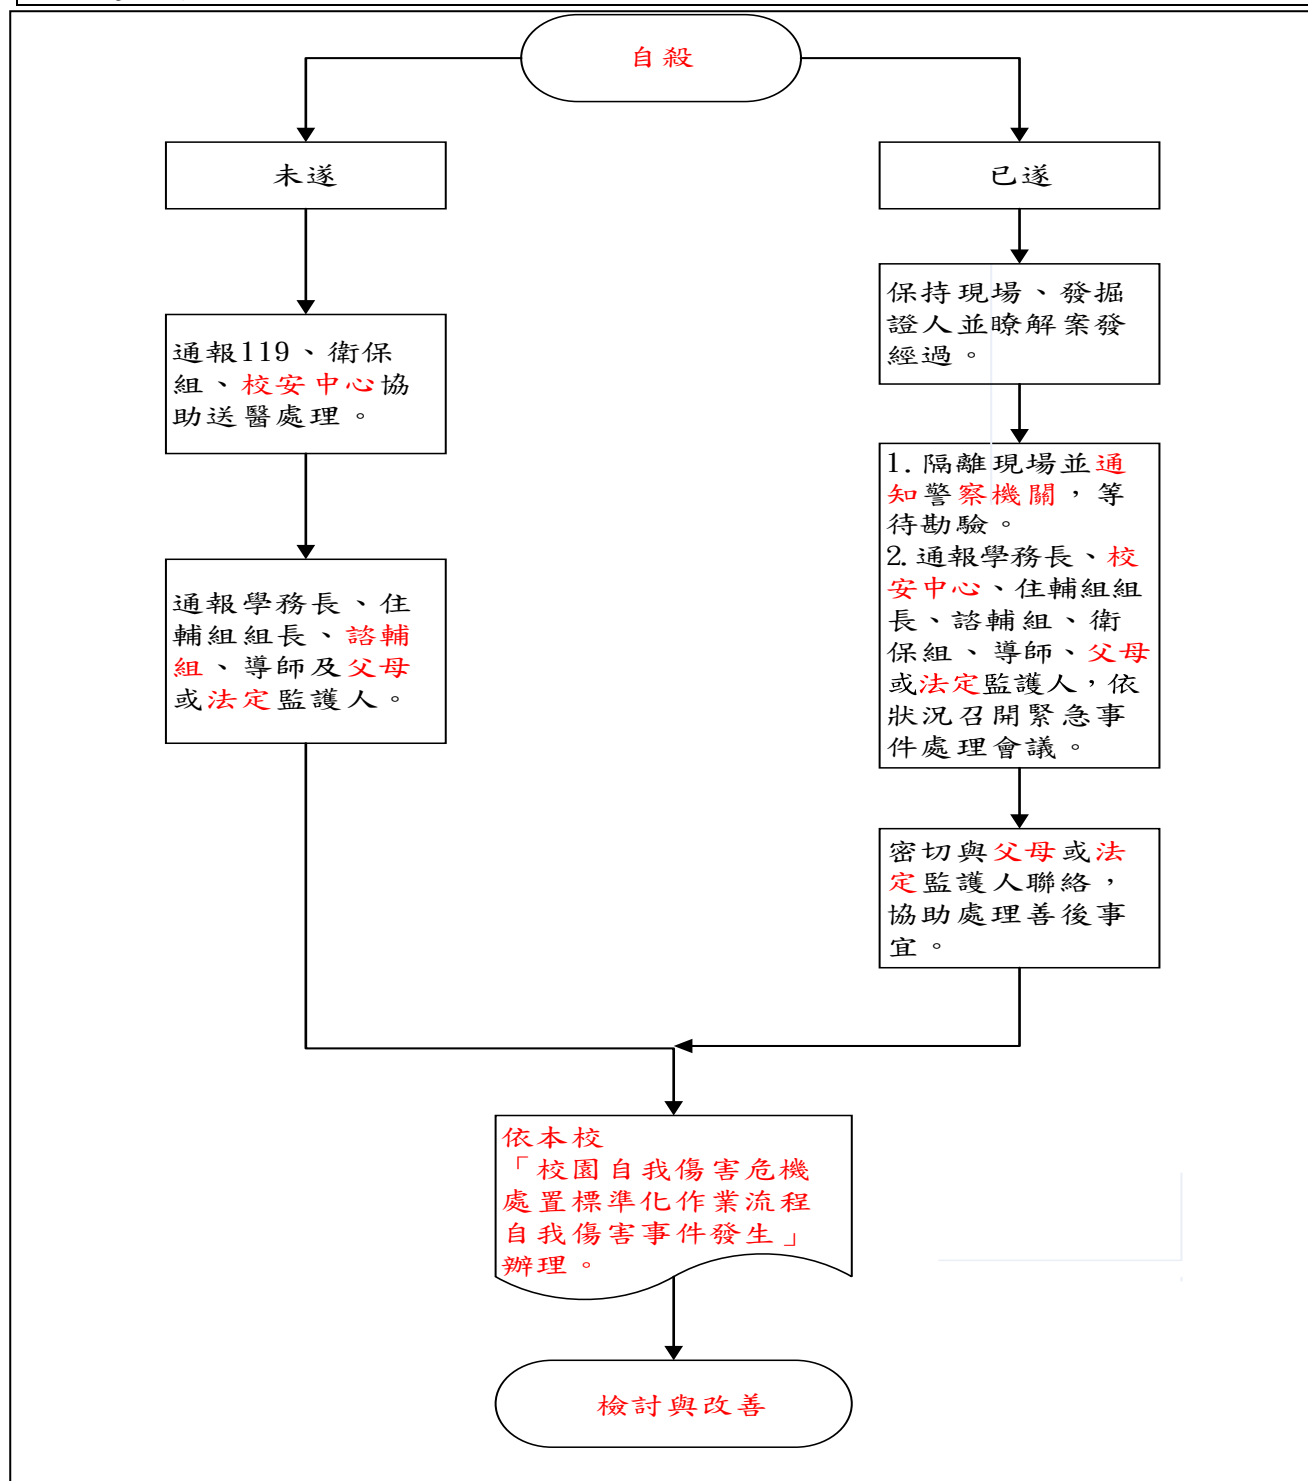 自殺
未遂
通報119、衛保
組、校安中心協
助送醫處理。
通報學務長、住
輔組組長、諮輔
組、導師及父母
或法定監護人。
已遂
保持現場、發掘
證人並瞭解案發
經過。
1.隔離現場並通
知警察機關，等
待勘驗。
2.通報學務長、校
安中心、住輔組組
長、諮輔組、衛
保組、導師、父母
或法定監護人，依
狀況召開緊急事
件處理會議。
密切與父母或法
定監護人聯絡，
協助處理善後事
宜。
依本校
「校園自我傷害危機
處置標準化作業流程
自我傷害事件發生」
辦理。
檢討與改善